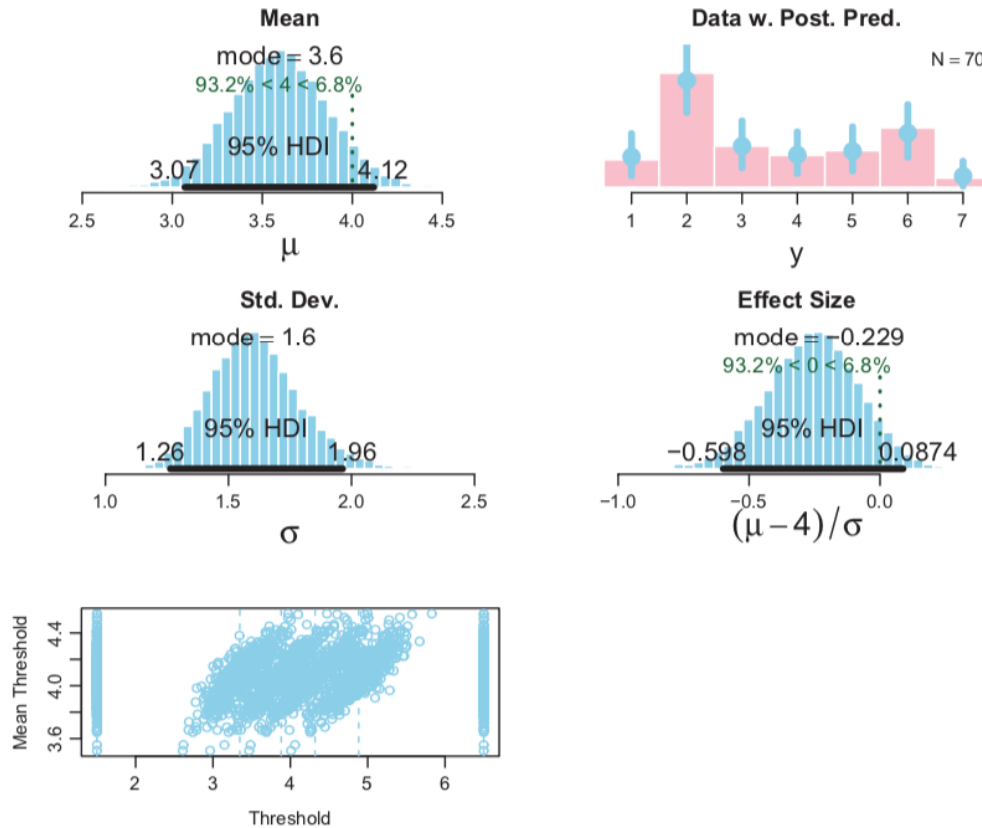 Mean
mode = 3.6
93.2% < 4 < 6.8%
95% HDI
3.07 4.12
2.5 3.0 3.5 4.0 4.5
μ
Data w. Post. Pred.
N = 70
1 2 3 4 5 6 7
y
Std. Dev.
mode = 1.6
95% HDI
1.26 1.96
1.0 1.5 2.0 2.5
σ
Effect Size
mode = −0.229
93.2% < 0 < 6.8%
95% HDI
−0.598 0.0874
−1.0 −0.5 0.0
(μ − 4) / σ
Mean Threshold
3.6 4.0 4.4
2 3 4 5 6
Threshold